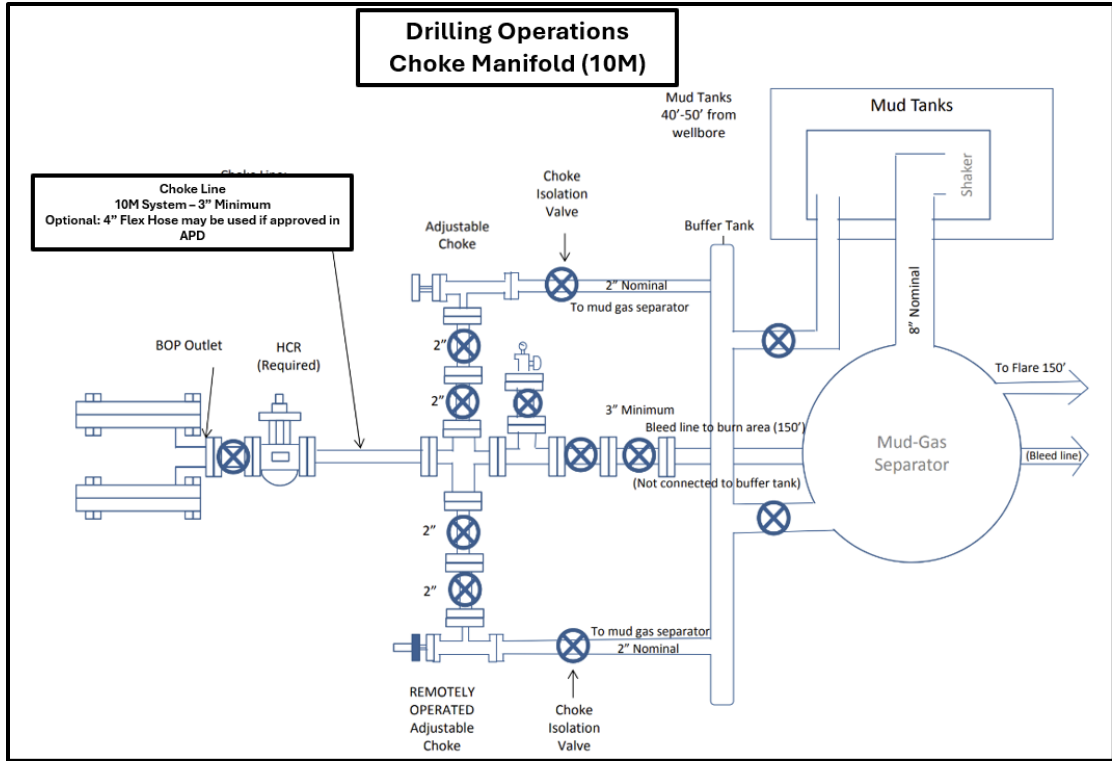 Drilling Operations
Choke Manifold (10M)
Mud Tanks
40’-50’ from
wellbore
Mud Tanks
Shaker
Choke Line
10M System – 3” Minimum
Optional: 4” Flex Hose may be used if approved in
APD
Choke
Isolation
Valve
Adjustable
Choke
Buffer Tank
2” Nominal
To mud gas separator
8” Nominal
BOP Outlet
HCR
(Required)
2”
2”
3” Minimum
Bleed line to burn area (150’)
(Not connected to buffer tank)
To Flare 150’
Mud-Gas
Separator
(Bleed line)
2”
2”
To mud gas separator
2” Nominal
REMOTELY
OPERATED
Adjustable
Choke
Choke
Isolation
Valve